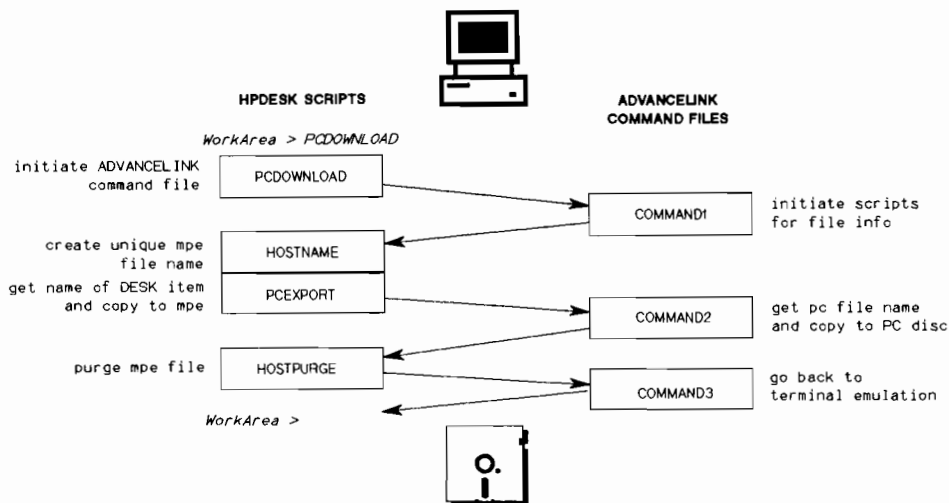 HPDESK SCRIPTS
ADVANCELINK
COMMAND FILES
WorkArea > PCDOWNLOAD
initiate ADVANCELINK
command file
PCDOWNLOAD
COMMAND1
initiate scripts
for file info
create unique mpe
file name
HOSTNAME
get name of DESK item
and copy to mpe
PCEXPORT
COMMAND2
get pc file name
and copy to PC disc
purge mpe file
HOSTPURGE
COMMAND3
go back to
terminal emulation
WorkArea >